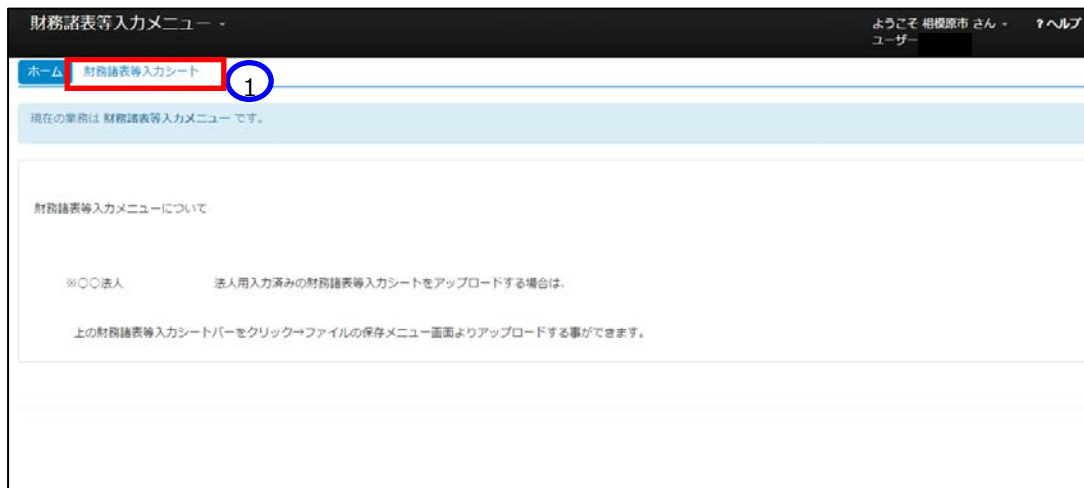 財務諸表等入力メニュー
ようこそ 相模原市 さん
?ヘルプ
ユーザー
ホーム 財務諸表等入力シート
1
現在の業務は 財務諸表等入力メニュー です。
財務諸表等入力メニューについて
※〇〇法人 法人用入力済みの財務諸表等入力シートをアップロードする場合は、
上の財務諸表等入力シートバーをクリック→ファイルの保存メニュー画面よりアップロードする事ができます。